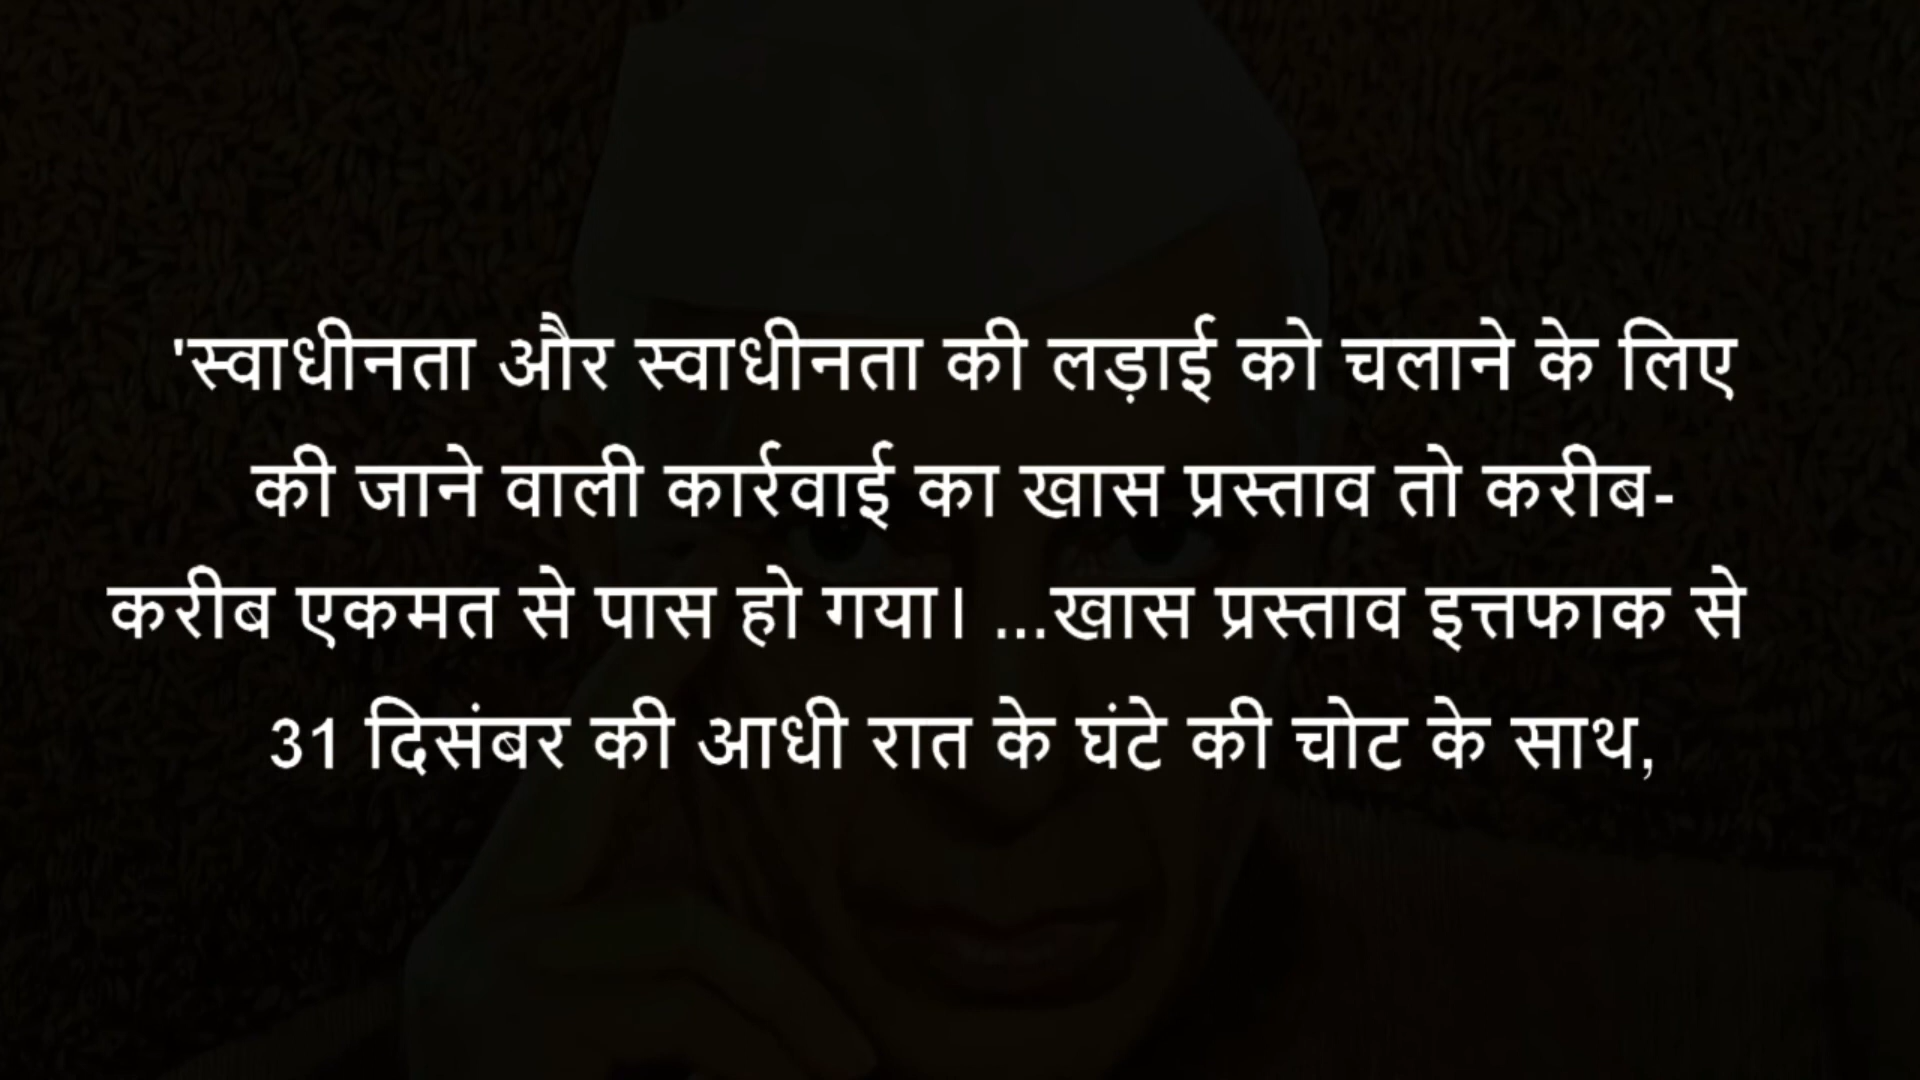 'स्वाधीनता और स्वाधीनता की लड़ाई को चलाने के लिए
की जाने वाली कार्रवाई का खास प्रस्ताव तो करीब-
करीब एकमत से पास हो गया। ...खास प्रस्ताव इत्तफाक से
31 दिसंबर की आधी रात के घंटे की चोट के साथ,